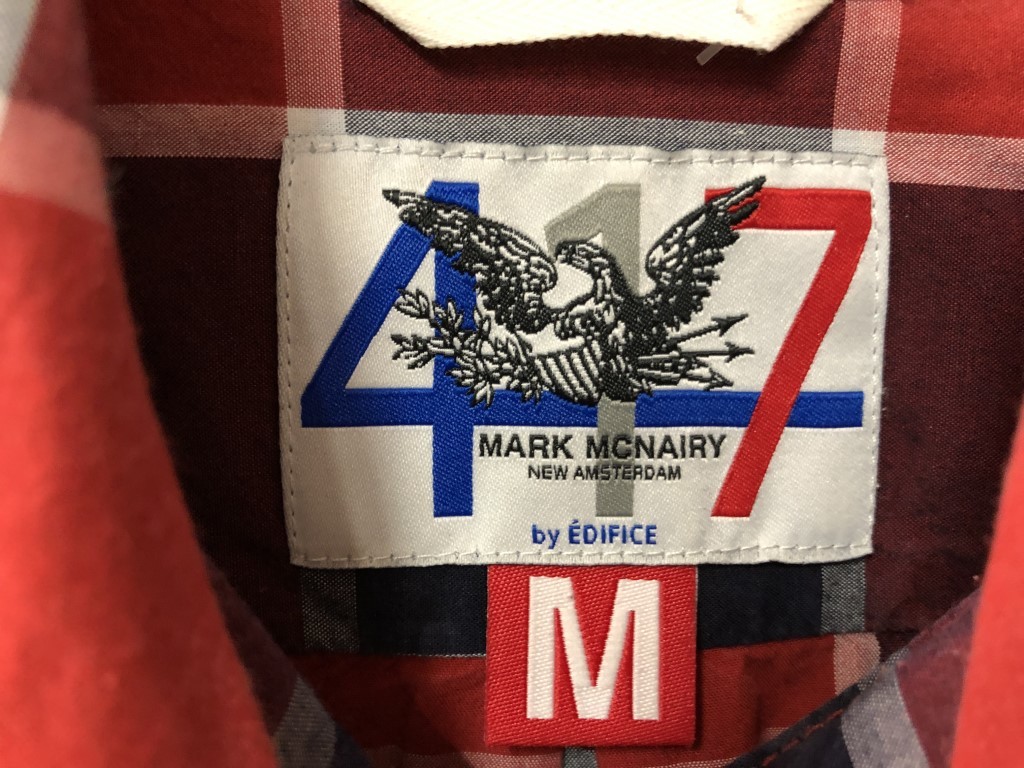 417
MARK MCNAIRY
NEW AMSTERDAM
by ÉDIFICE
M